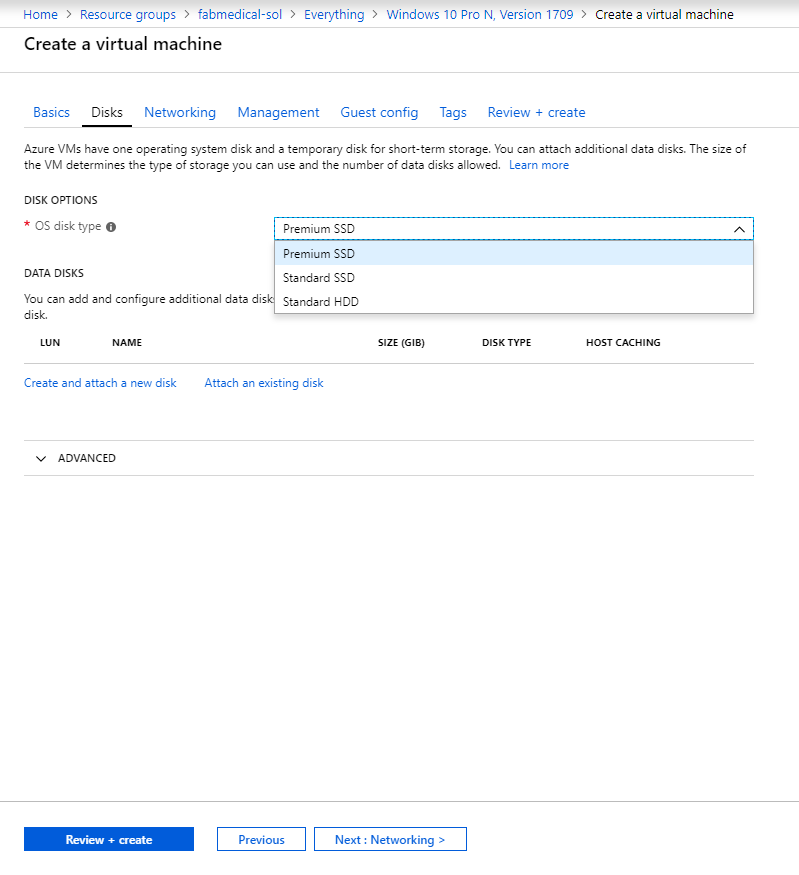 Home > Resource groups > fabmedical-sol > Everything > Windows 10 Pro N, Version 1709 > Create a virtual machine
Create a virtual machine
Basics Disks Networking Management Guest config Tags Review + create
Azure VMs have one operating system disk and a temporary disk for short-term storage. You can attach additional data disks. The size of
the VM determines the type of storage you can use and the number of data disks allowed. Learn more
DISK OPTIONS
* OS disk type
Premium SSD
Premium SSD
Standard SSD
Standard HDD
DATA DISKS
You can add and configure additional data disk
disk.
LUN NAME SIZE (GIB) DISK TYPE HOST CACHING
Create and attach a new disk Attach an existing disk
ADVANCED
Review + create Previous Next : Networking >